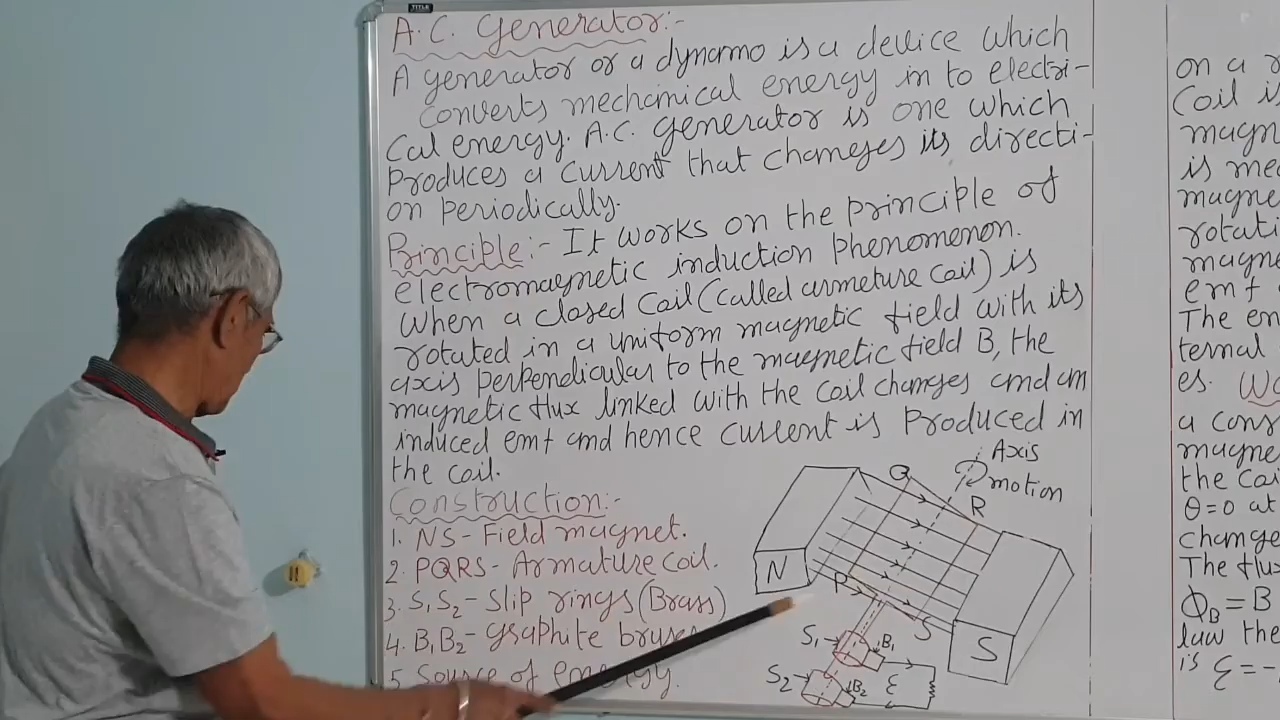 TITLE
A.C. Generator:-
A generator or a dynamo is a device which
converts mechanical energy in to electri-
cal energy. A.C. generator is one which
Produces a current that changes its directi-
on periodically.
Principle:- It works on the principle of
electromagnetic induction phenomenon.
When a closed coil (called armeture coil) is
rotated in a uniform magnetic field with its
axis perpendicular to the magnetic field B, the
magnetic flux linked with the coil changes and an
induced emf and hence current is produced in
the coil.
Construction:-
1. NS - Field magnet.
2. PQRS - Armature coil.
3. S₁S₂ - Slip rings (Brass)
4. B₁B₂ - graphite
5. Source of energy.
Axis
motion
Q
R
N
P
S
S
S₁
B₁
S₂
B₂
ε
on a
Coil is
magn
is me
magne
rotati
magne
emf
The em
ternal
es. Wo
a cons
magne
the coi
θ=0 at
change
The flux
Φ_B = B
law the
is ε = -